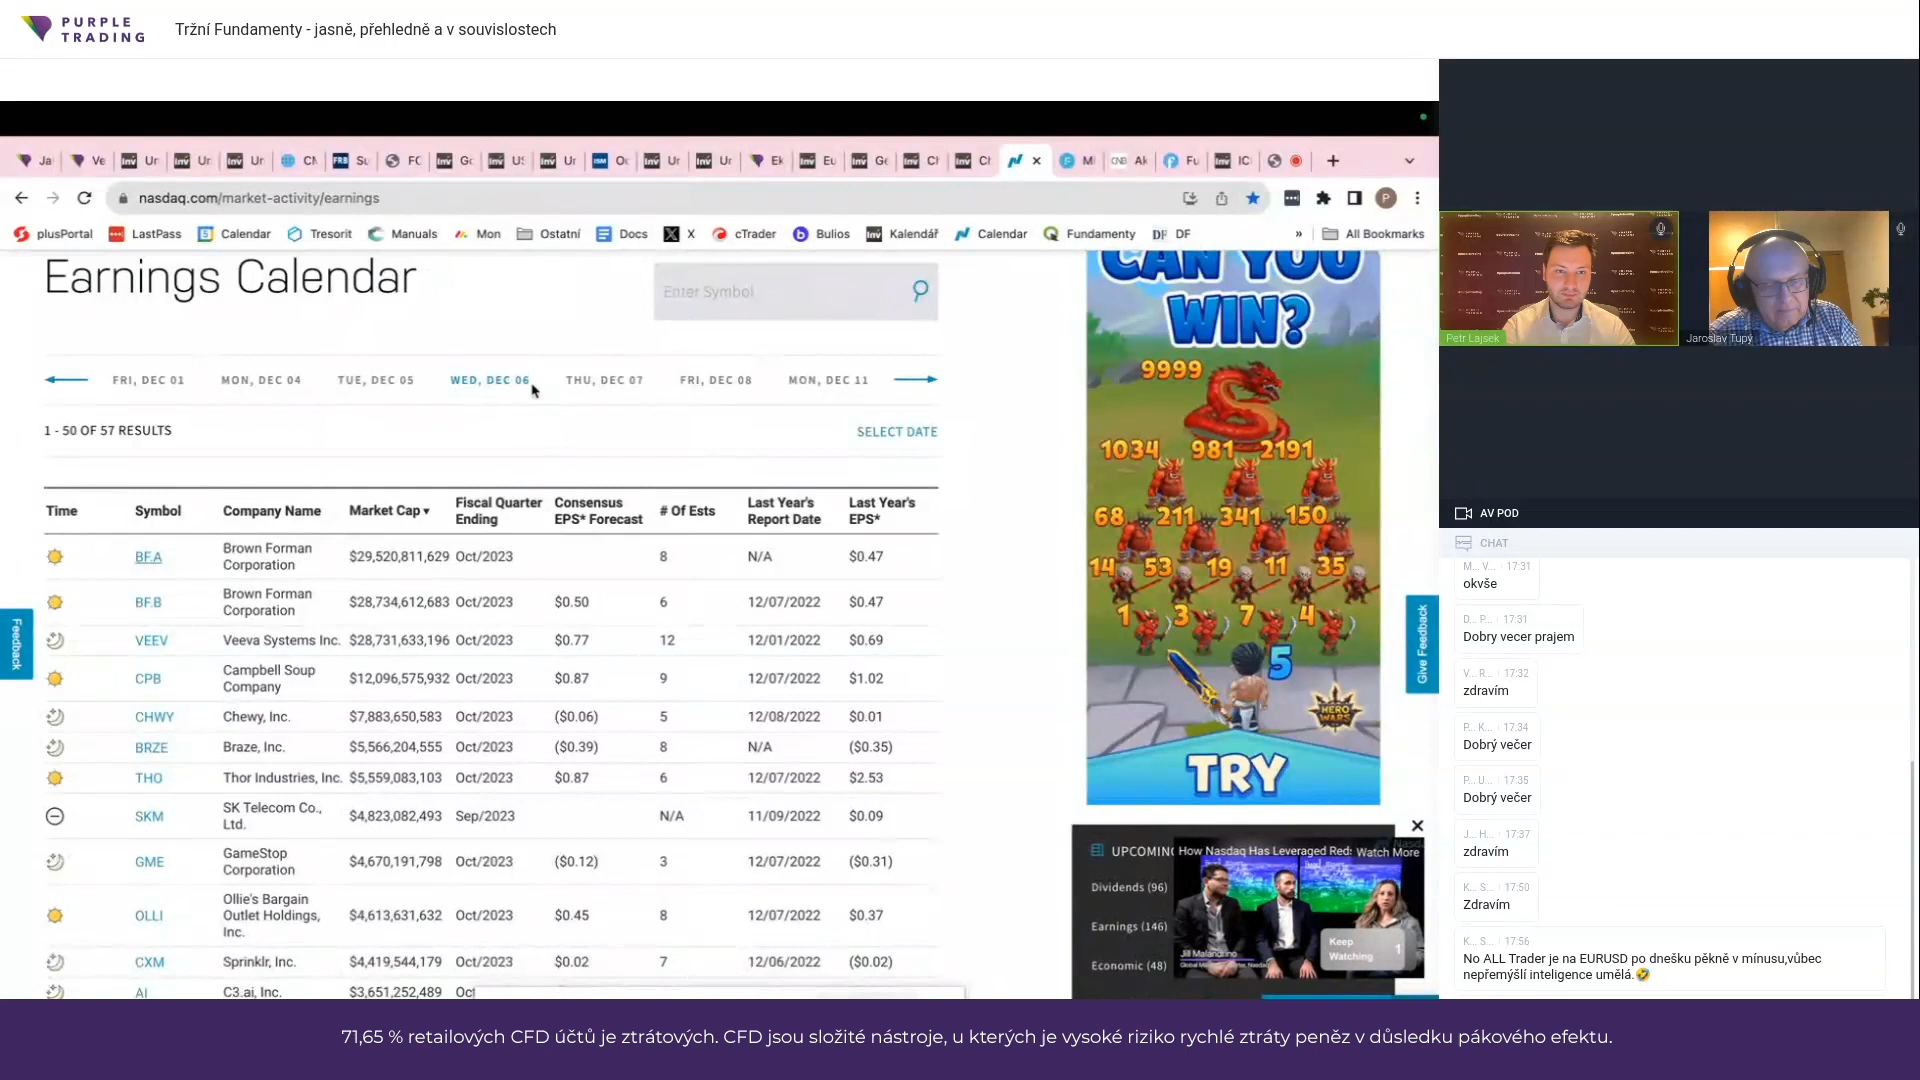 PURPLE
TRADING
Tržní Fundamenty - jasně, přehledně a v souvislostech
nasdaq.com/market-activity/earnings
plusPortal LastPass Calendar Tresorit Manuals Mon Ostatní Docs X cTrader Bulios Kalendář Calendar Fundamenty DF » All Bookmarks
Earnings Calendar
Enter Symbol
FRI, DEC 01 MON, DEC 04 TUE, DEC 05 WED, DEC 06 THU, DEC 07 FRI, DEC 08 MON, DEC 11
1 - 50 OF 57 RESULTS
SELECT DATE
Time Symbol Company Name Market Cap Fiscal Quarter Ending Consensus EPS* Forecast # Of Ests Last Year's Report Date Last Year's EPS*
BF.A Brown Forman Corporation $29,520,811,629 Oct/2023 8 N/A $0.47
BF.B Brown Forman Corporation $28,734,612,683 Oct/2023 $0.50 6 12/07/2022 $0.47
VEEV Veeva Systems Inc. $28,731,633,196 Oct/2023 $0.77 12 12/01/2022 $0.69
CPB Campbell Soup Company $12,096,575,932 Oct/2023 $0.87 9 12/07/2022 $1.02
CHWY Chewy, Inc. $7,883,650,583 Oct/2023 ($0.06) 5 12/08/2022 $0.01
BRZE Braze, Inc. $5,566,204,555 Oct/2023 ($0.39) 8 N/A ($0.35)
THO Thor Industries, Inc. $5,559,083,103 Oct/2023 $0.87 6 12/07/2022 $2.53
SKM SK Telecom Co., Ltd. $4,823,082,493 Sep/2023 N/A 11/09/2022 $0.09
GME GameStop Corporation $4,670,191,798 Oct/2023 ($0.12) 3 12/07/2022 ($0.31)
OLLI Ollie's Bargain Outlet Holdings, Inc. $4,613,631,632 Oct/2023 $0.45 8 12/07/2022 $0.37
CXM Sprinklr, Inc. $4,419,544,179 Oct/2023 $0.02 7 12/06/2022 ($0.02)
AI C3.ai, Inc. $3,651,252,489
Feedback
CAN YOU
WIN?
9999
1034 981 2191
68 211 341 150
14 53 19 11 35
1 3 7 4
5
HERO
WARS
TRY
Give Feedback
UPCOMING
How Nasdaq Has Leveraged Red: Watch More
Dividends (96)
Earnings (146)
Economic (48)
Jill Malandrino
Keep
Watching
1
Petr Lajsek
Jaroslav Tupý
AV POD
CHAT
M... V... 17:31
okvše
D... P... 17:31
Dobry vecer prajem
V... R... 17:32
zdravím
P... K... 17:34
Dobrý večer
P... U... 17:35
Dobrý večer
J... H... 17:37
zdravím
K... S... 17:50
Zdravím
K... S... 17:56
No ALL Trader je na EURUSD po dnešku pěkně v mínusu,vůbec
nepřemýšlí inteligence umělá.🤣
71,65 % retailových CFD účtů je ztrátových. CFD jsou složité nástroje, u kterých je vysoké riziko rychlé ztráty peněz v důsledku pákového efektu.